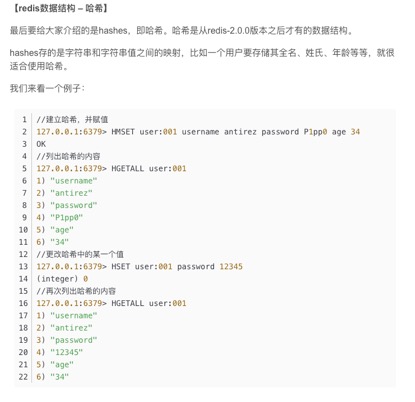 【redis数据结构 – 哈希】
最后要给大家介绍的是hashes，即哈希。哈希是从redis-2.0.0版本之后才有的数据结构。
hashes存的是字符串和字符串值之间的映射，比如一个用户要存储其全名、姓氏、年龄等等，就很
适合使用哈希。
我们来看一个例子：
1 //建立哈希，并赋值
2 127.0.0.1:6379> HMSET user:001 username antirez password P1pp0 age 34
3 OK
4 //列出哈希的内容
5 127.0.0.1:6379> HGETALL user:001
6 1) "username"
7 2) "antirez"
8 3) "password"
9 4) "P1pp0"
10 5) "age"
11 6) "34"
12 //更改哈希中的某一个值
13 127.0.0.1:6379> HSET user:001 password 12345
14 (integer) 0
15 //再次列出哈希的内容
16 127.0.0.1:6379> HGETALL user:001
17 1) "username"
18 2) "antirez"
19 3) "password"
20 4) "12345"
21 5) "age"
22 6) "34"